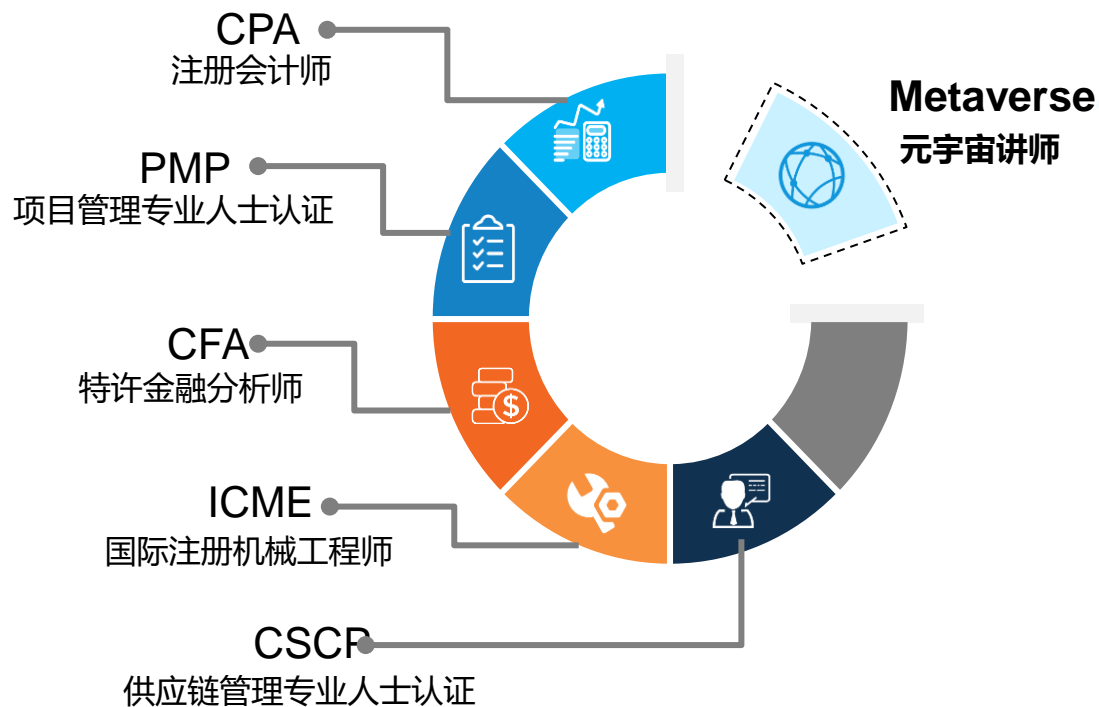 CPA
注册会计师
Metaverse
元宇宙讲师
PMP
项目管理专业人士认证
CFA
特许金融分析师
$
ICME
国际注册机械工程师
CSCP
供应链管理专业人士认证